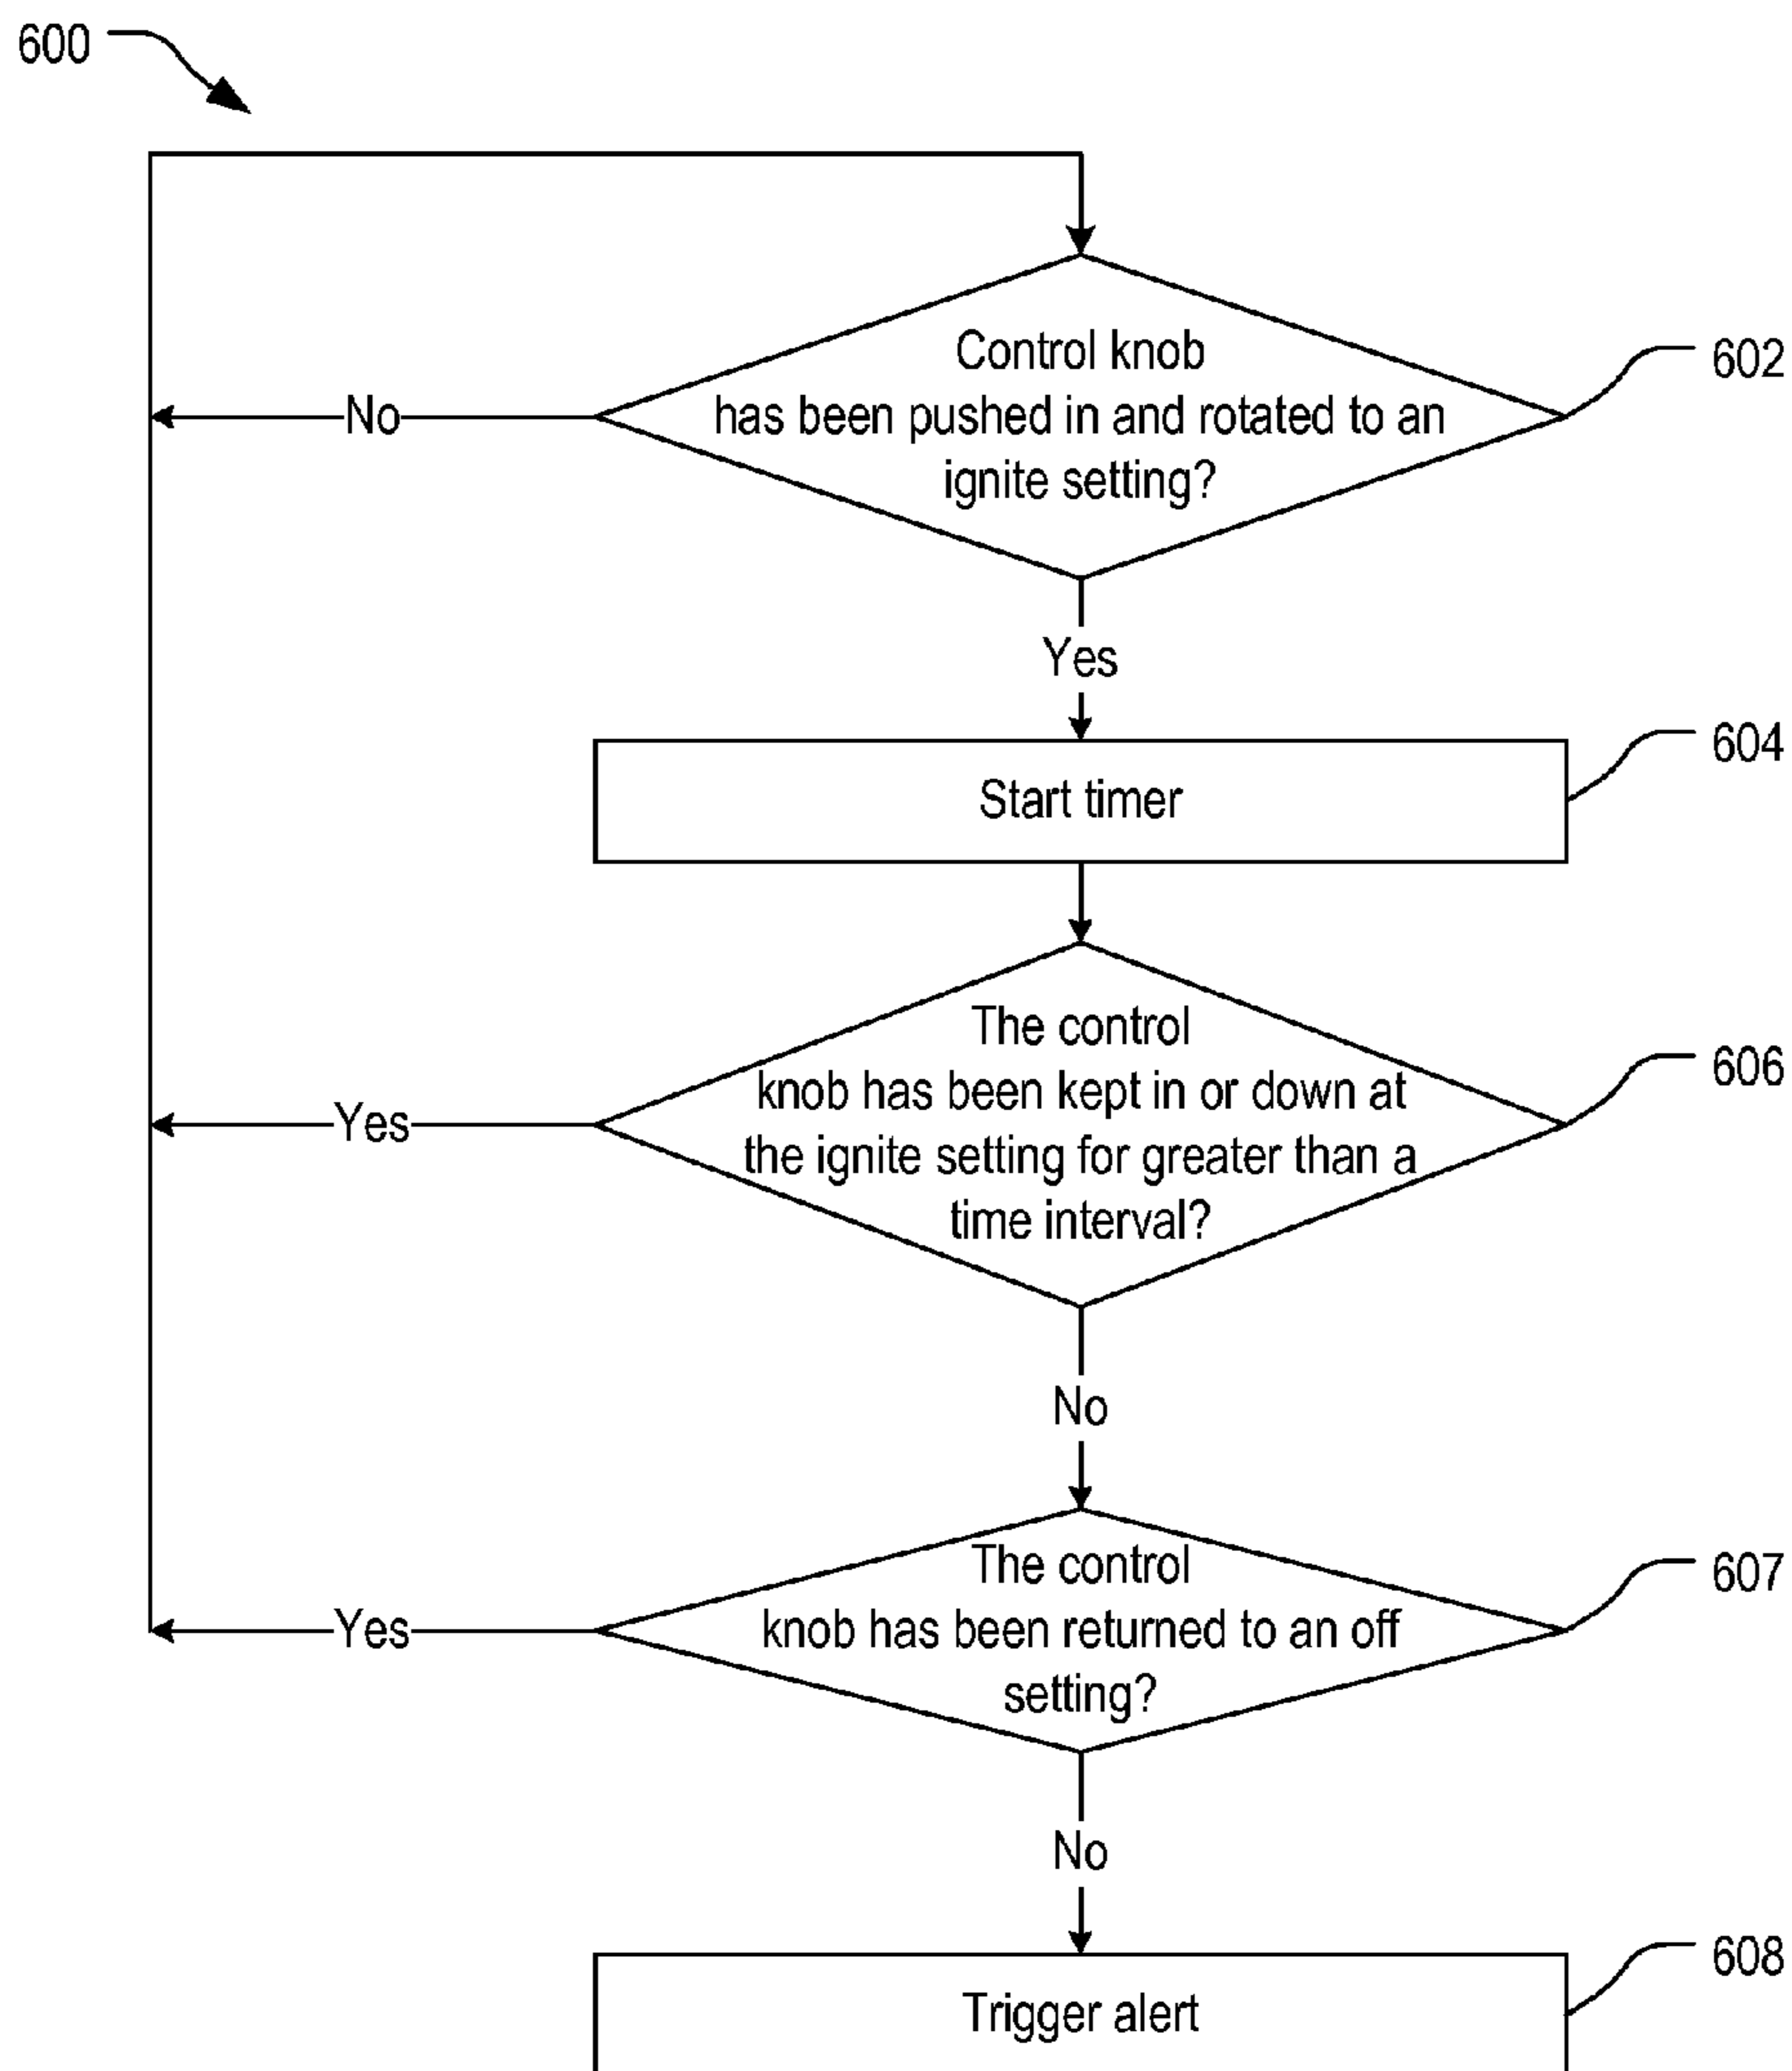 600
Control knob
has been pushed in and rotated to an
ignite setting?
602
No
Yes
Start timer
604
The control
knob has been kept in or down at
the ignite setting for greater than a
time interval?
606
Yes
No
The control
knob has been returned to an off
setting?
607
Yes
No
Trigger alert
608